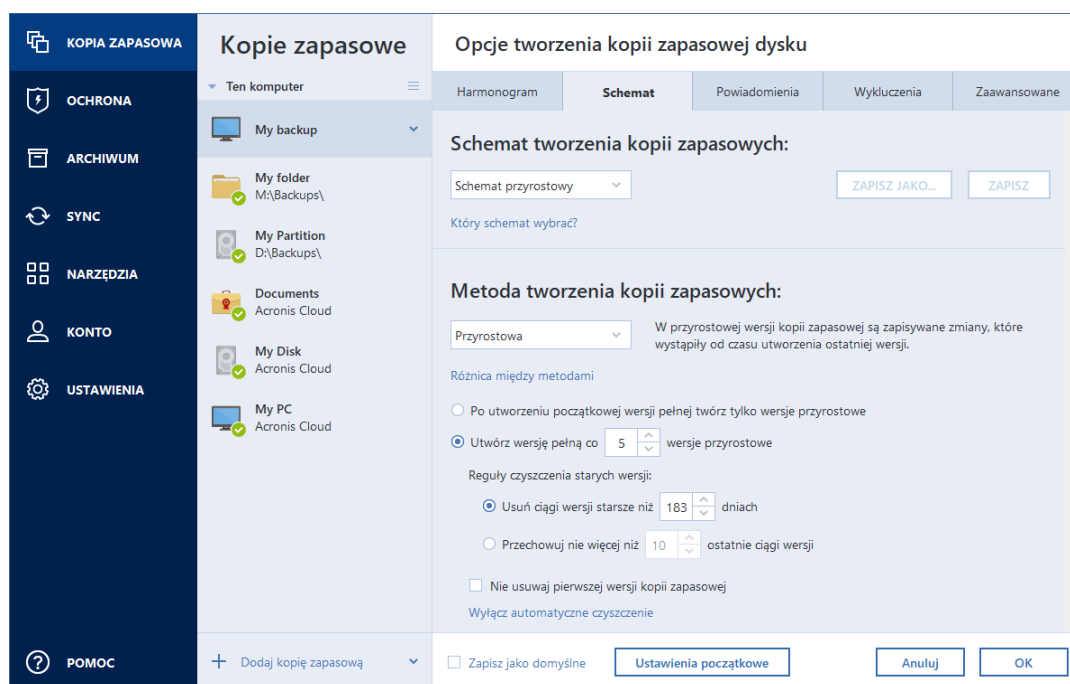 KOPIA ZAPASOWA
OCHRONA
ARCHIWUM
SYNC
NARZĘDZIA
KONTO
USTAWIENIA
POMOC
Kopie zapasowe
Ten komputer
My backup
My folder
M:\Backups\
My Partition
D:\Backups\
Documents
Acronis Cloud
My Disk
Acronis Cloud
My PC
Acronis Cloud
Dodaj kopię zapasową
Opcje tworzenia kopii zapasowej dysku
Harmonogram Schemat Powiadomienia Wykluczenia Zaawansowane
Schemat tworzenia kopii zapasowych:
Schemat przyrostowy ZAPISZ JAKO... ZAPISZ
Który schemat wybrać?
Metoda tworzenia kopii zapasowych:
Przyrostowa
W przyrostowej wersji kopii zapasowej są zapisywane zmiany, które
wystąpiły od czasu utworzenia ostatniej wersji.
Różnica między metodami
Po utworzeniu początkowej wersji pełnej twórz tylko wersje przyrostowe
Utwórz wersję pełną co 5 wersje przyrostowe
Reguły czyszczenia starych wersji:
Usuń ciągi wersji starsze niż 183 dniach
Przechowuj nie więcej niż 10 ostatnie ciągi wersji
Nie usuwaj pierwszej wersji kopii zapasowej
Wyłącz automatyczne czyszczenie
Zapisz jako domyślne Ustawienia początkowe Anuluj OK